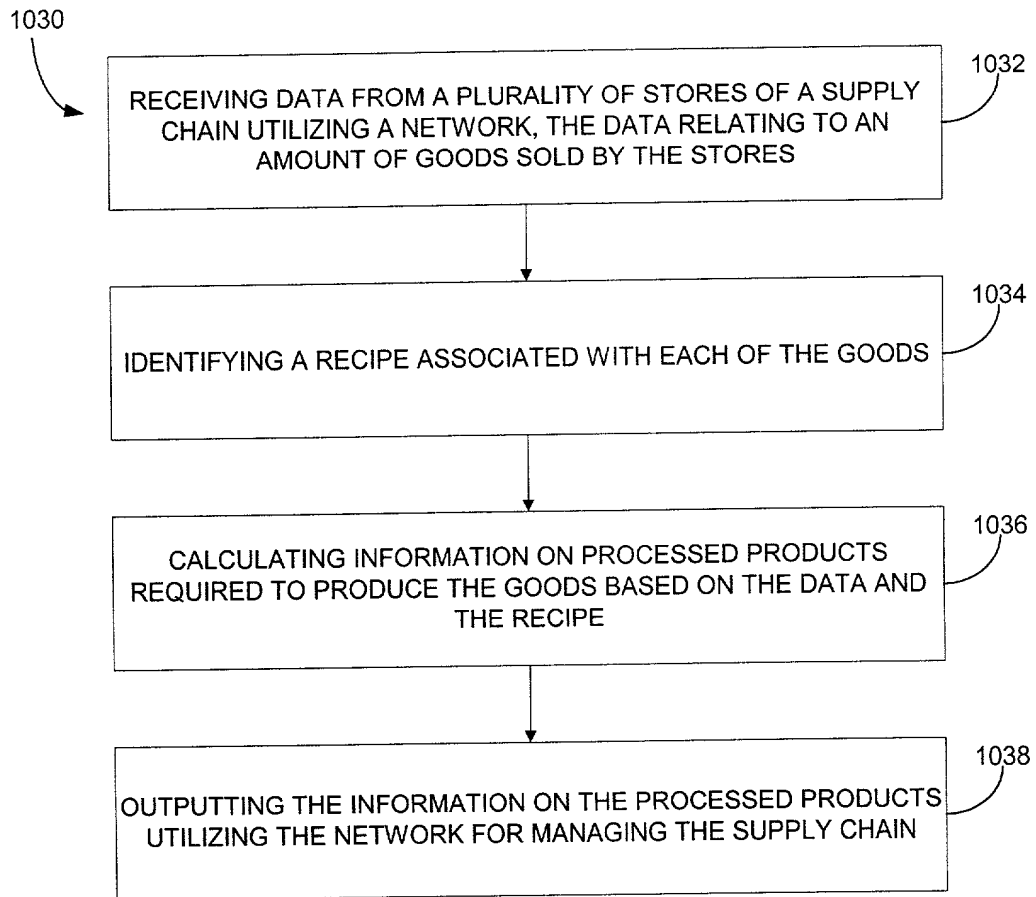 1030
1032
RECEIVING DATA FROM A PLURALITY OF STORES OF A SUPPLY
CHAIN UTILIZING A NETWORK, THE DATA RELATING TO AN
AMOUNT OF GOODS SOLD BY THE STORES
1034
IDENTIFYING A RECIPE ASSOCIATED WITH EACH OF THE GOODS
1036
CALCULATING INFORMATION ON PROCESSED PRODUCTS
REQUIRED TO PRODUCE THE GOODS BASED ON THE DATA AND
THE RECIPE
1038
OUTPUTTING THE INFORMATION ON THE PROCESSED PRODUCTS
UTILIZING THE NETWORK FOR MANAGING THE SUPPLY CHAIN